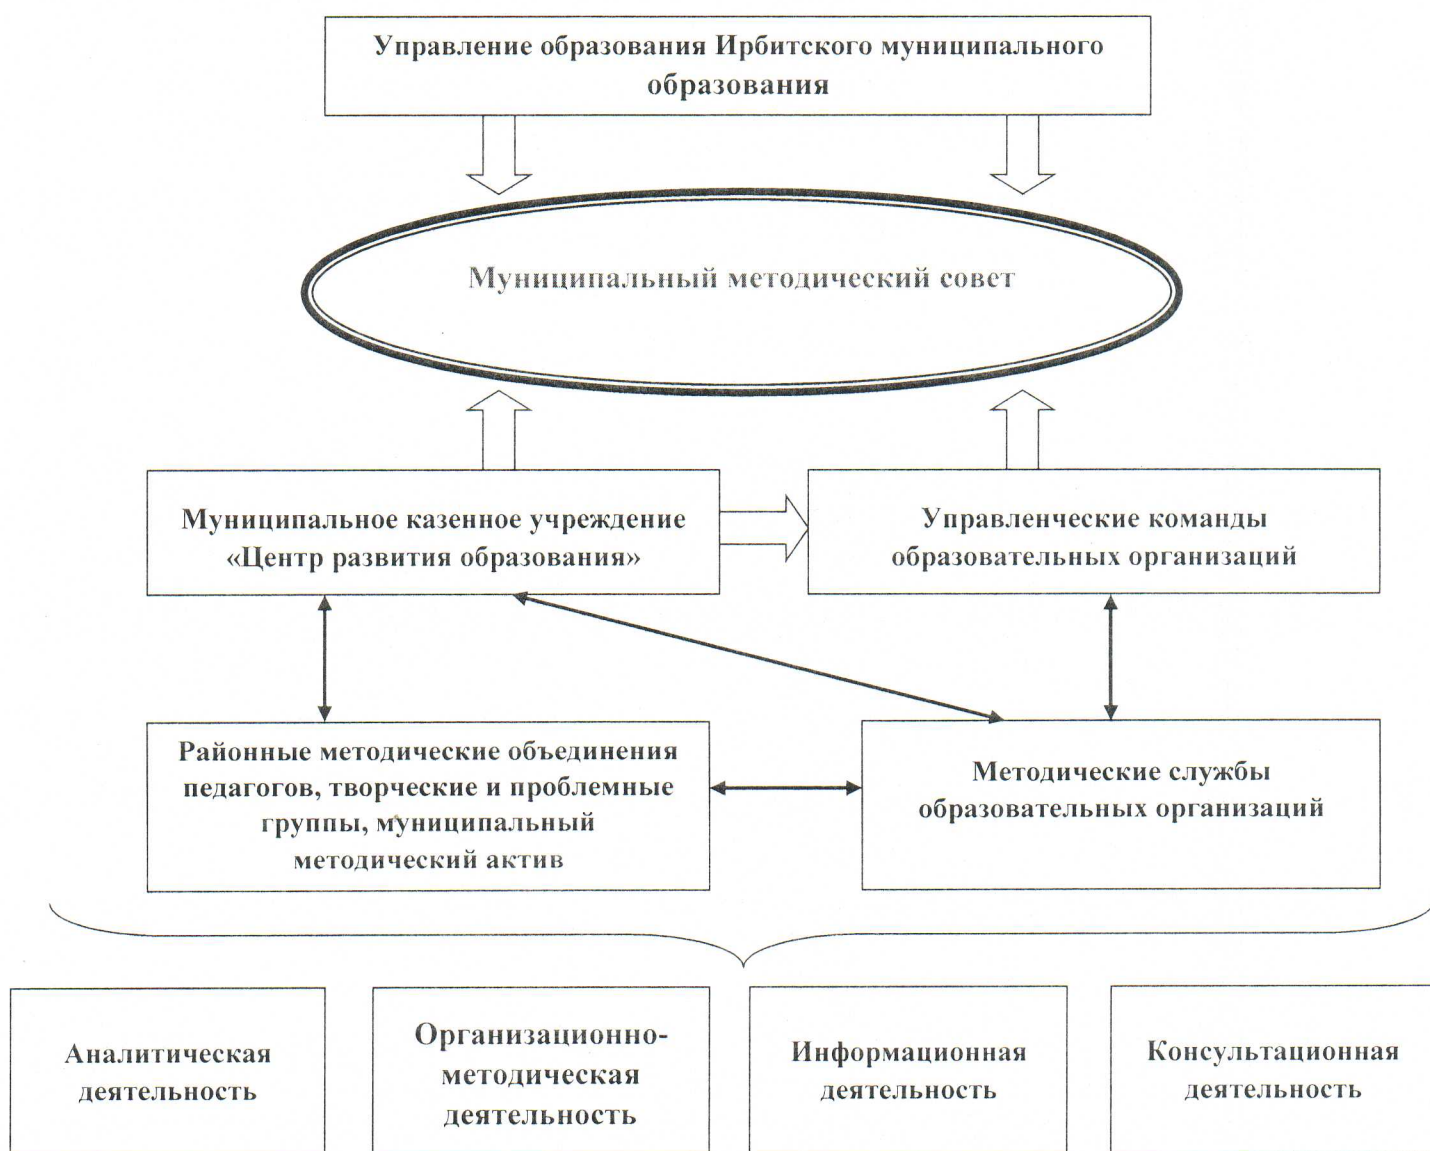 Управление образования Ирбитского муниципального
образования
Муниципальный методический совет
Муниципальное казенное учреждение
«Центр развития образования»
Управленческие команды
образовательных организаций
Районные методические объединения
педагогов, творческие и проблемные
группы, муниципальный
методический актив
Методические службы
образовательных организаций
Аналитическая
деятельность
Организационно-
методическая
деятельность
Информационная
деятельность
Консультационная
деятельность